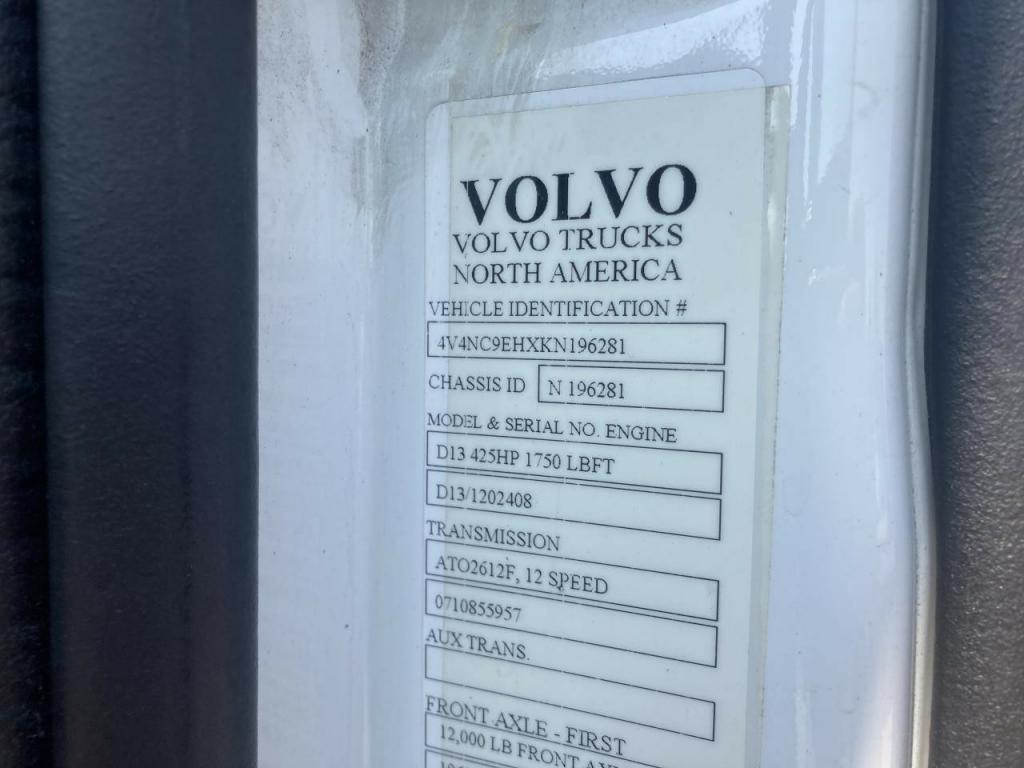 VOLVO
VOLVO TRUCKS
NORTH AMERICA
VEHICLE IDENTIFICATION #
4V4NC9EHXKN196281
CHASSIS ID N 196281
MODEL & SERIAL NO. ENGINE
D13 425HP 1750 LBFT
D13/1202408
TRANSMISSION
ATO2612F, 12 SPEED
0710855957
AUX TRANS.
FRONT AXLE - FIRST
12,000 LB FRONT